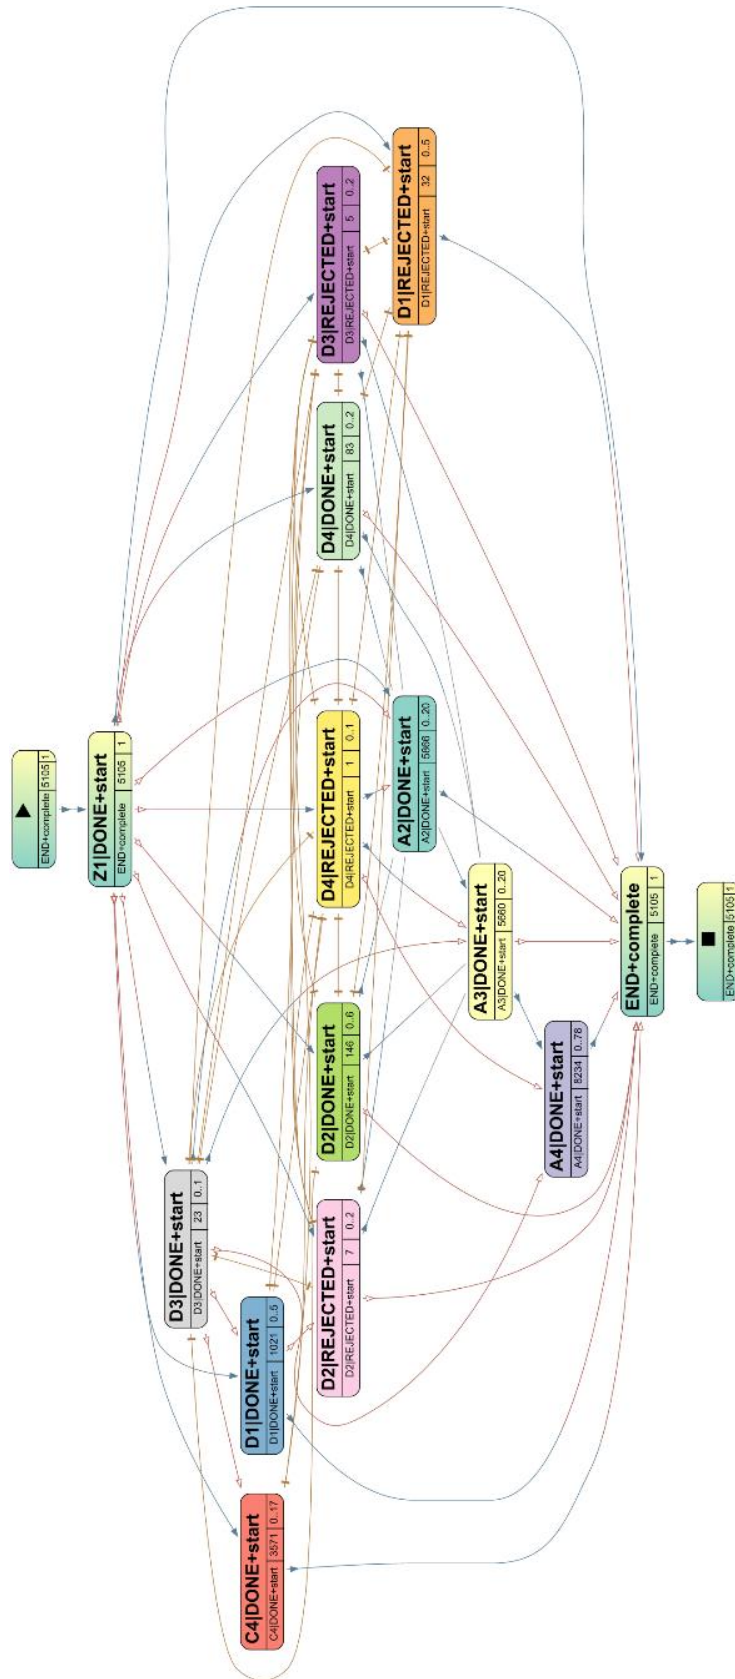 END+complete 5105 1
Z1|DONE+start
END+complete 5105 1
D3|REJECTED+start
D3|REJECTED+start 5 0..2
D1|REJECTED+start
D1|REJECTED+start 32 0..5
D4|DONE+start
D4|DONE+start 83 0..2
D4|REJECTED+start
D4|REJECTED+start 1 0..1
A2|DONE+start
A2|DONE+start 5866 0..20
A3|DONE+start
A3|DONE+start 5660 0..20
D2|DONE+start
D2|DONE+start 146 0..6
A4|DONE+start
A4|DONE+start 8234 0..78
D3|DONE+start
D3|DONE+start 23 0..1
D2|REJECTED+start
D2|REJECTED+start 7 0..2
D1|DONE+start
D1|DONE+start 1021 0..5
C4|DONE+start
C4|DONE+start 3571 0..17
END+complete
END+complete 5105 1
END+complete 5105 1